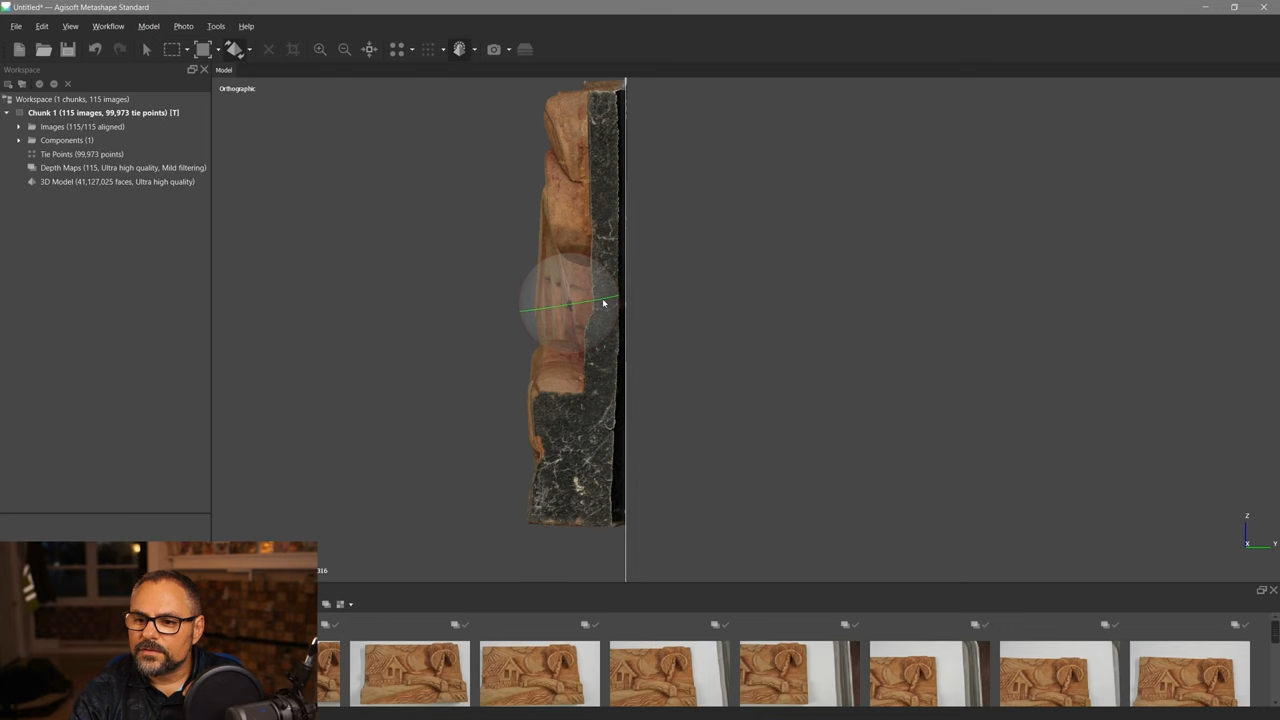 Untitled* — Agisoft Metashape Standard
File Edit View Workflow Model Photo Tools Help
Workspace
Model
Orthographic
Workspace (1 chunks, 115 images)
Chunk 1 (115 images, 99,973 tie points) [T]
Images (115/115 aligned)
Components (1)
Tie Points (99,973 points)
Depth Maps (115, Ultra high quality, Mild filtering)
3D Model (41,127,025 faces, Ultra high quality)
Z
X Y
316